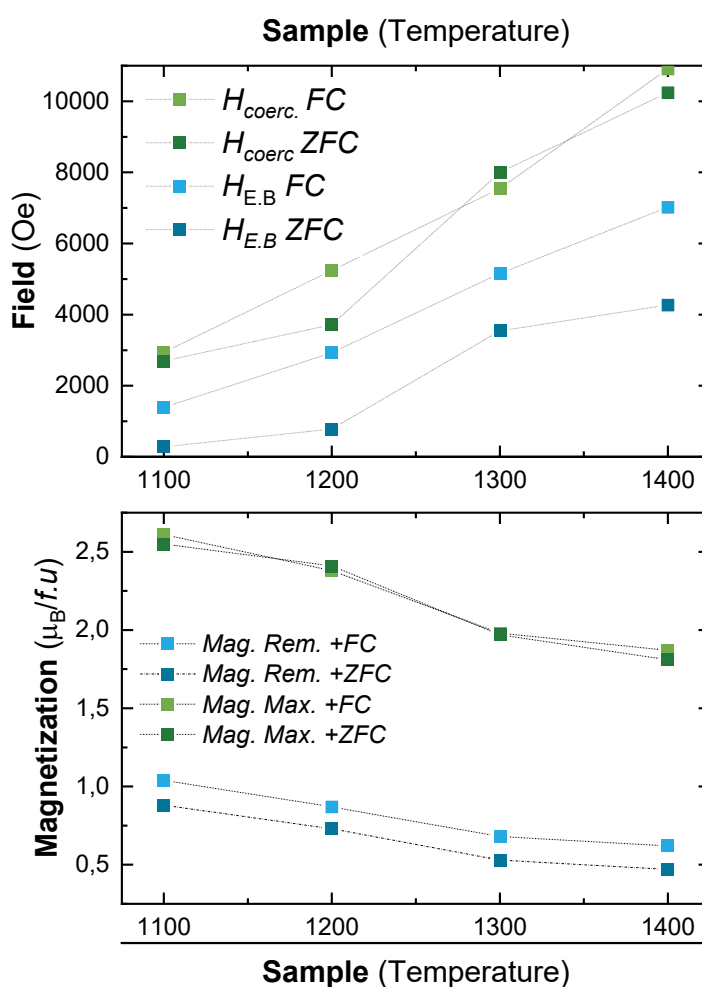 Sample (Temperature)
10000
8000
6000
4000
2000
0
Field (Oe)
H_coerc. FC
H_coerc ZFC
H_E.B FC
H_E.B ZFC
1100 1200 1300 1400
2,5
2,0
1,5
1,0
0,5
Magnetization (μ_B/f.u)
Mag. Rem. +FC
Mag. Rem. +ZFC
Mag. Max. +FC
Mag. Max. +ZFC
1100 1200 1300 1400
Sample (Temperature)